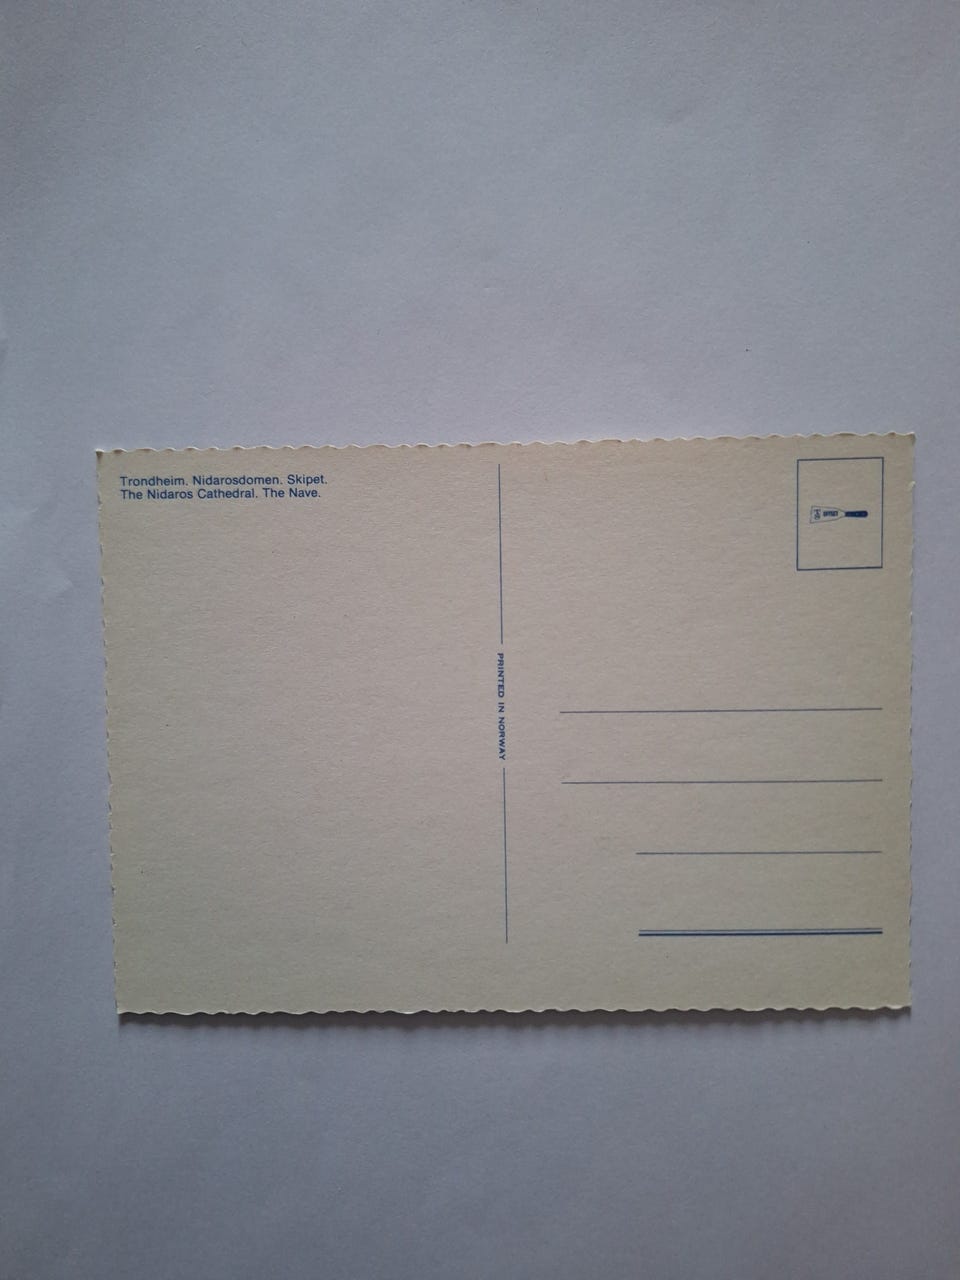 Trondheim. Nidarosdomen. Skipet.
The Nidaros Cathedral. The Nave.
PRINTED IN NORWAY